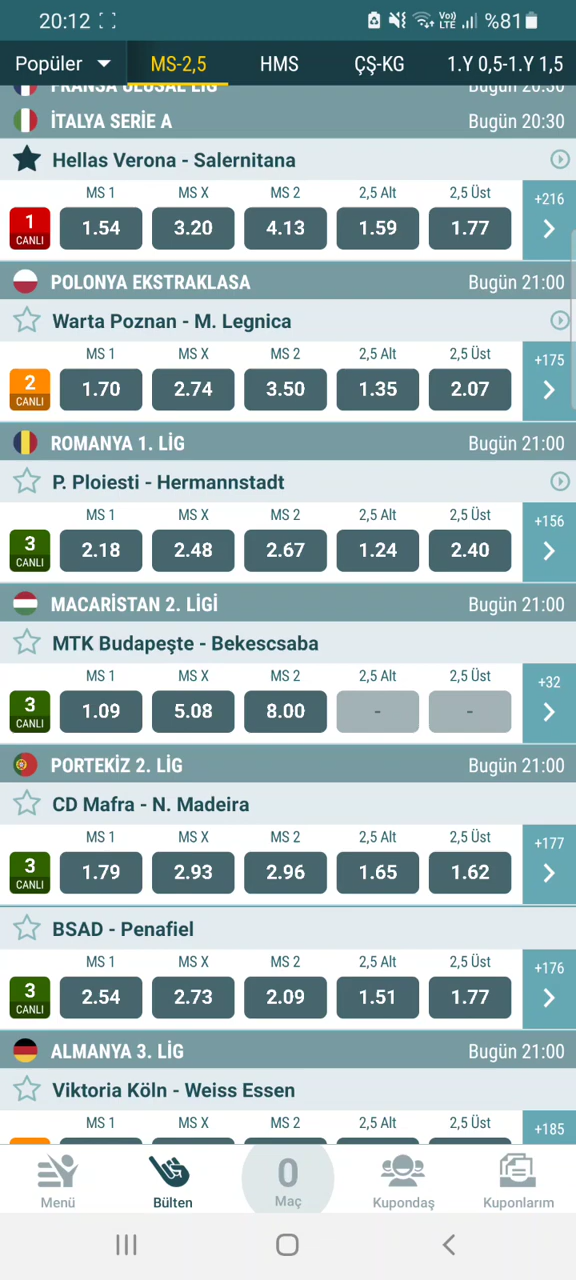 20:12
Vo)) LTE
%81
Popüler
MS-2,5
HMS
ÇŞ-KG
1.Y 0,5-1.Y 1,5
FRANSA ULUSAL LİG Bugün 20:30
İTALYA SERİE A Bugün 20:30
Hellas Verona - Salernitana
MS 1 MS X MS 2 2,5 Alt 2,5 Üst +216
1 1.54 3.20 4.13 1.59 1.77
CANLI
POLONYA EKSTRAKLASA Bugün 21:00
Warta Poznan - M. Legnica
MS 1 MS X MS 2 2,5 Alt 2,5 Üst +175
2 1.70 2.74 3.50 1.35 2.07
CANLI
ROMANYA 1. LİG Bugün 21:00
P. Ploiesti - Hermannstadt
MS 1 MS X MS 2 2,5 Alt 2,5 Üst +156
3 2.18 2.48 2.67 1.24 2.40
CANLI
MACARİSTAN 2. LİGİ Bugün 21:00
MTK Budapeşte - Bekescsaba
MS 1 MS X MS 2 2,5 Alt 2,5 Üst +32
3 1.09 5.08 8.00 - -
CANLI
PORTEKİZ 2. LİG Bugün 21:00
CD Mafra - N. Madeira
MS 1 MS X MS 2 2,5 Alt 2,5 Üst +177
3 1.79 2.93 2.96 1.65 1.62
CANLI
BSAD - Penafiel
MS 1 MS X MS 2 2,5 Alt 2,5 Üst +176
3 2.54 2.73 2.09 1.51 1.77
CANLI
ALMANYA 3. LİG Bugün 21:00
Viktoria Köln - Weiss Essen
MS 1 MS X MS 2 2,5 Alt 2,5 Üst +185
Menü
Bülten
0
Maç
Kupondaş
Kuponlarım